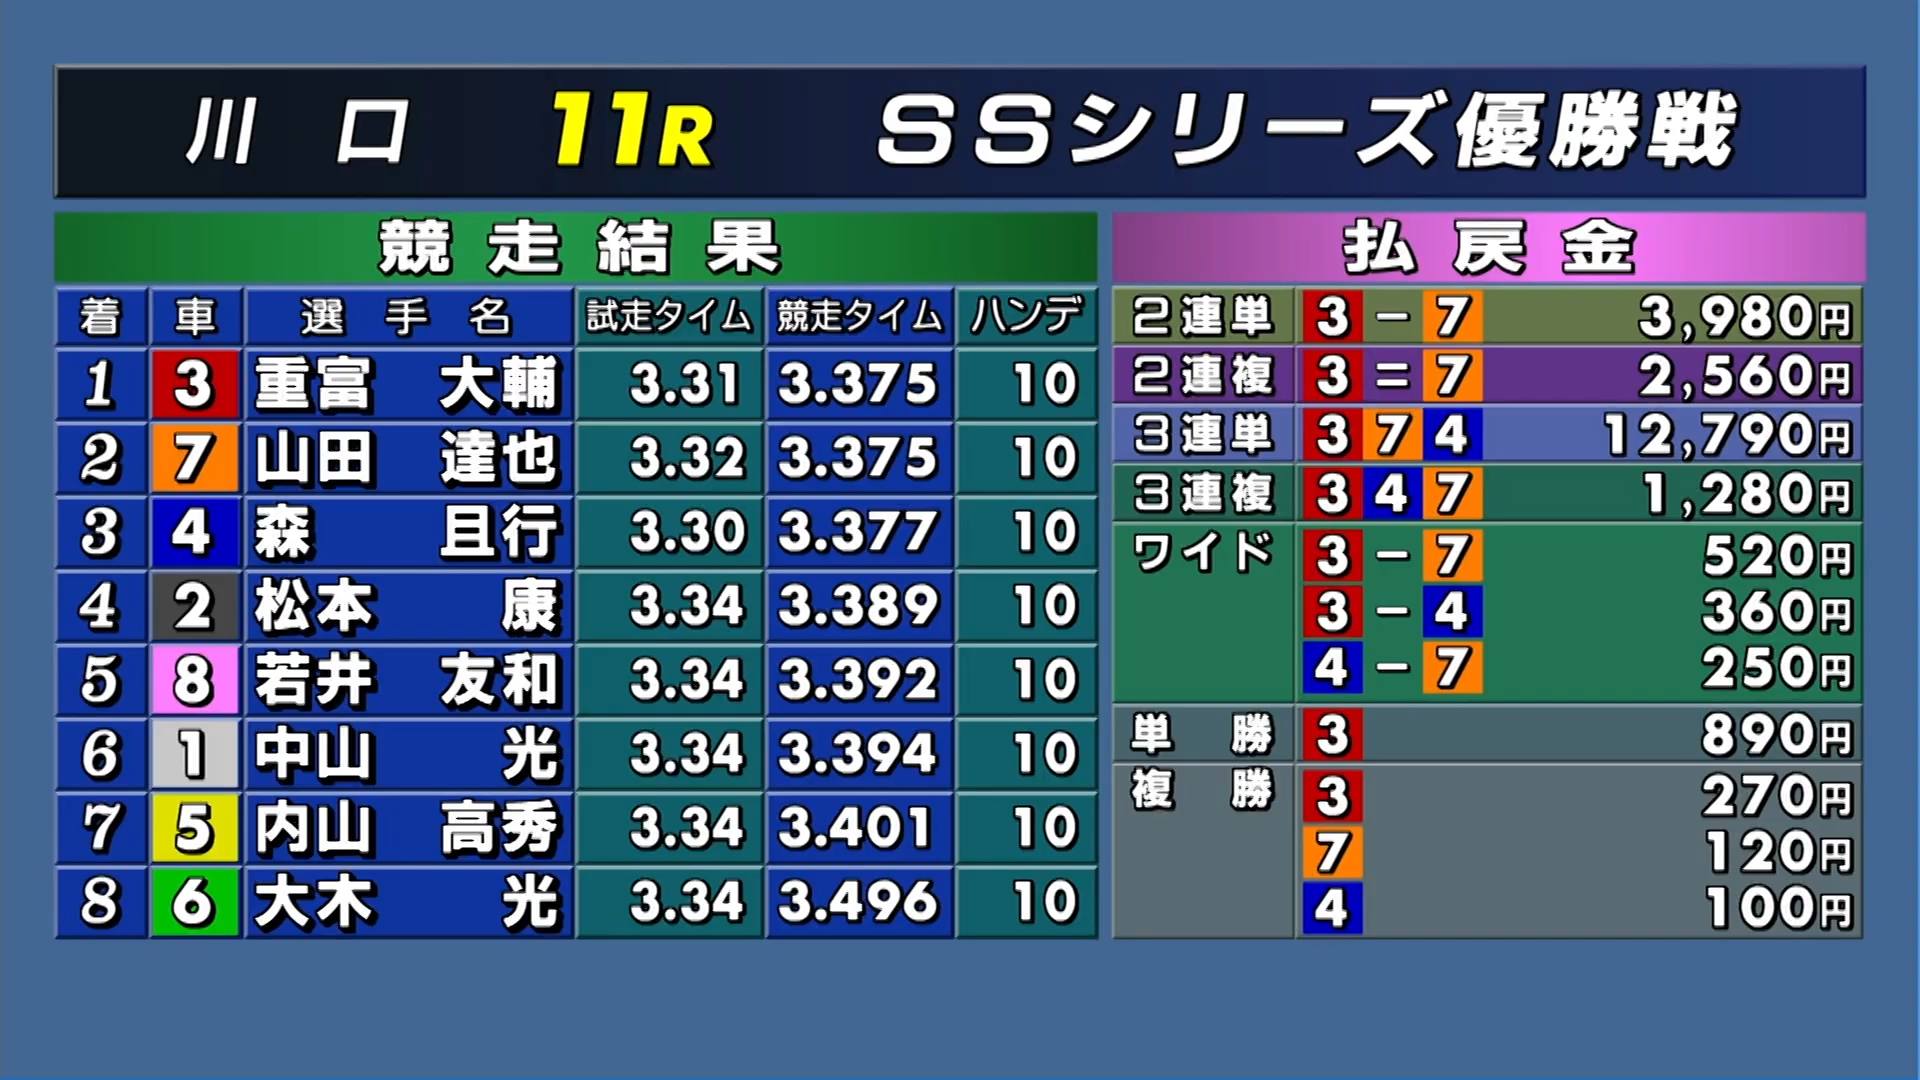 川口 11R SSシリーズ優勝戦
競走結果
着 車 選手名 試走タイム 競走タイム ハンデ
1 3 重富 大輔 3.31 3.375 10
2 7 山田 達也 3.32 3.375 10
3 4 森 且行 3.30 3.377 10
4 2 松本 康 3.34 3.389 10
5 8 若井 友和 3.34 3.392 10
6 1 中山 光 3.34 3.394 10
7 5 内山 高秀 3.34 3.401 10
8 6 大木 光 3.34 3.496 10
払戻金
2連単 3-7 3,980円
2連複 3=7 2,560円
3連単 3 7 4 12,790円
3連複 3 4 7 1,280円
ワイド 3-7 520円
3-4 360円
4-7 250円
単勝 3 890円
複勝 3 270円
7 120円
4 100円